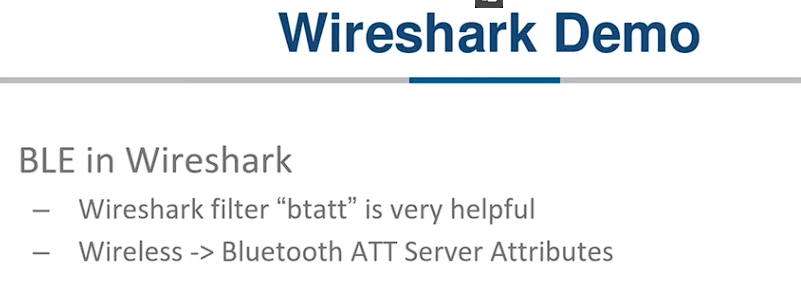 Wireshark Demo
BLE in Wireshark
– Wireshark filter “btatt” is very helpful
– Wireless -> Bluetooth ATT Server Attributes